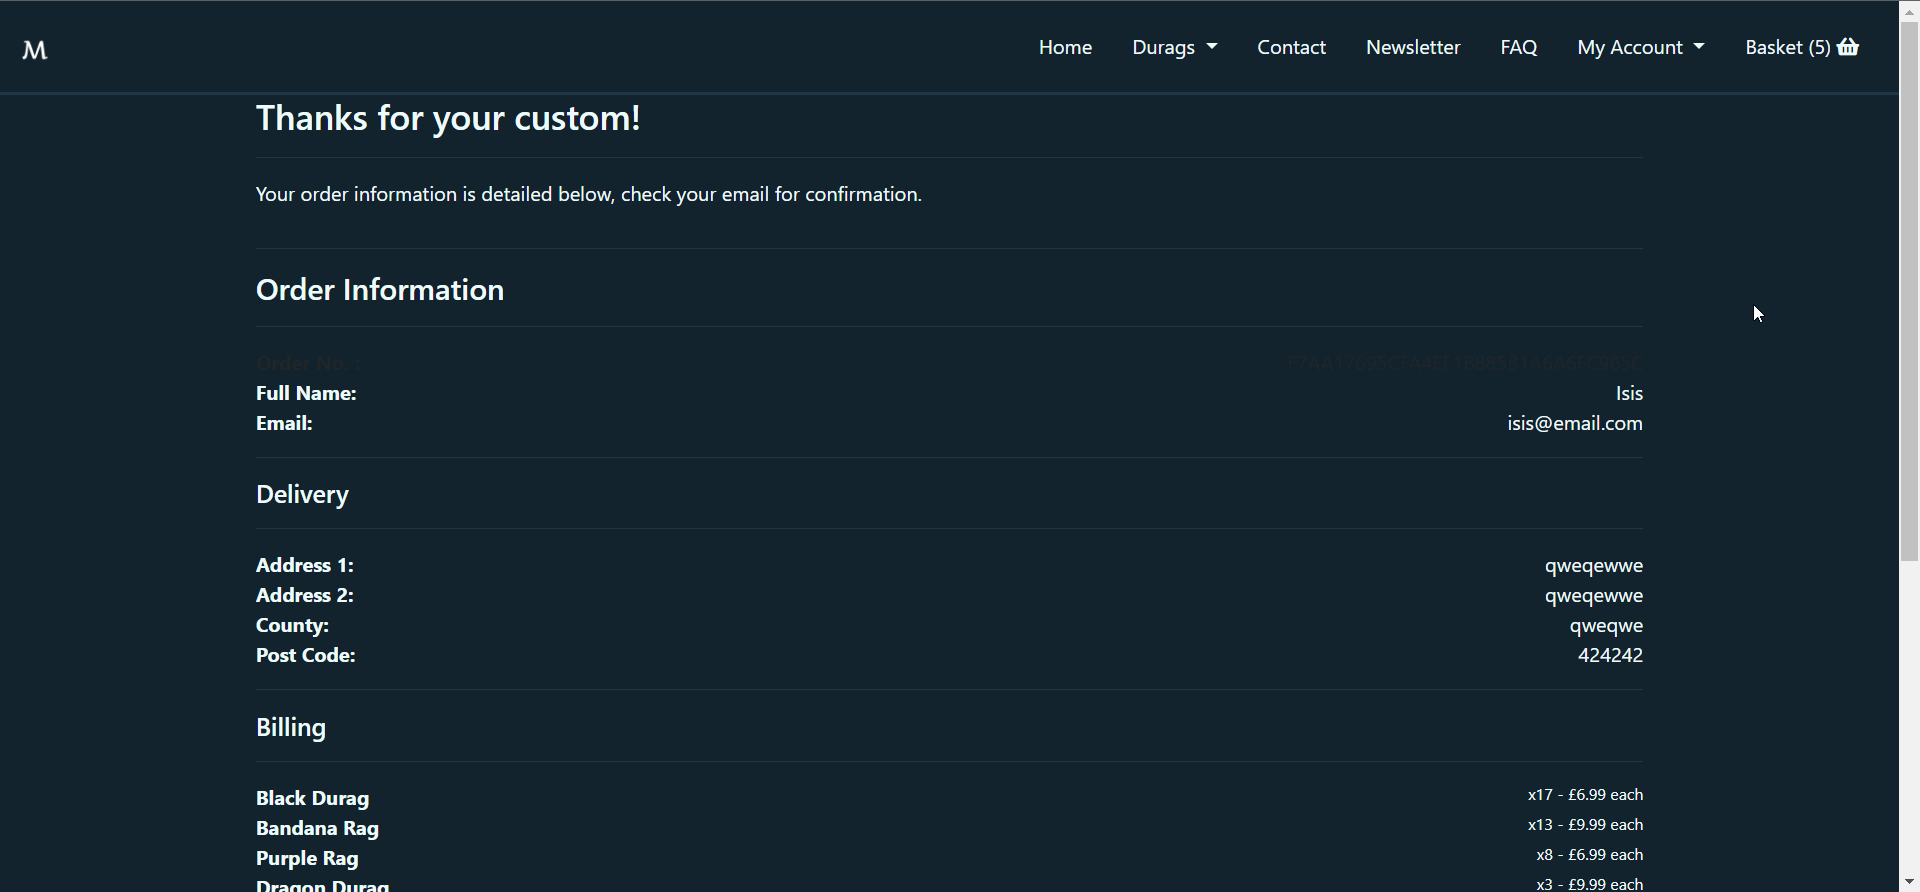 M
Home Durags Contact Newsletter FAQ My Account Basket (5)
Thanks for your custom!
Your order information is detailed below, check your email for confirmation.
Order Information
Order No. :
Full Name: Isis
Email: isis@email.com
Delivery
Address 1: qweqewwe
Address 2: qweqewwe
County: qweqwe
Post Code: 424242
Billing
Black Durag x17 - £6.99 each
Bandana Rag x13 - £9.99 each
Purple Rag x8 - £6.99 each
Dragon Durag x3 - £9.99 each